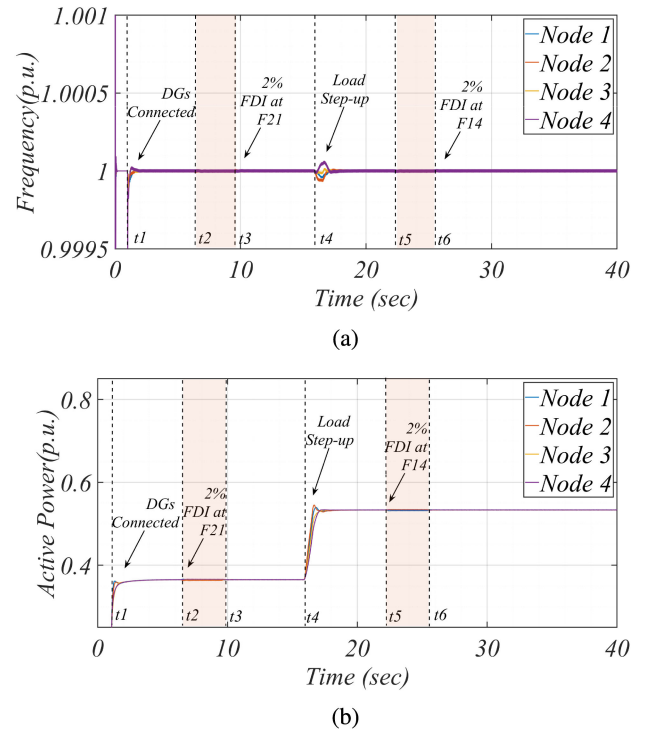 1.001
1.0005
1
0.9995
Frequency(p.u.)
DGs
Connected
2%
FDI at
F21
Load
Step-up
2%
FDI at
F14
Node 1
Node 2
Node 3
Node 4
t1
t2
t3
t4
t5
t6
0
10
20
30
40
Time (sec)
(a)
0.8
0.6
0.4
Active Power(p.u.)
DGs
Connected
2%
FDI at
F21
Load
Step-up
2%
FDI at
F14
Node 1
Node 2
Node 3
Node 4
t1
t2
t3
t4
t5
t6
0
10
20
30
40
Time (sec)
(b)